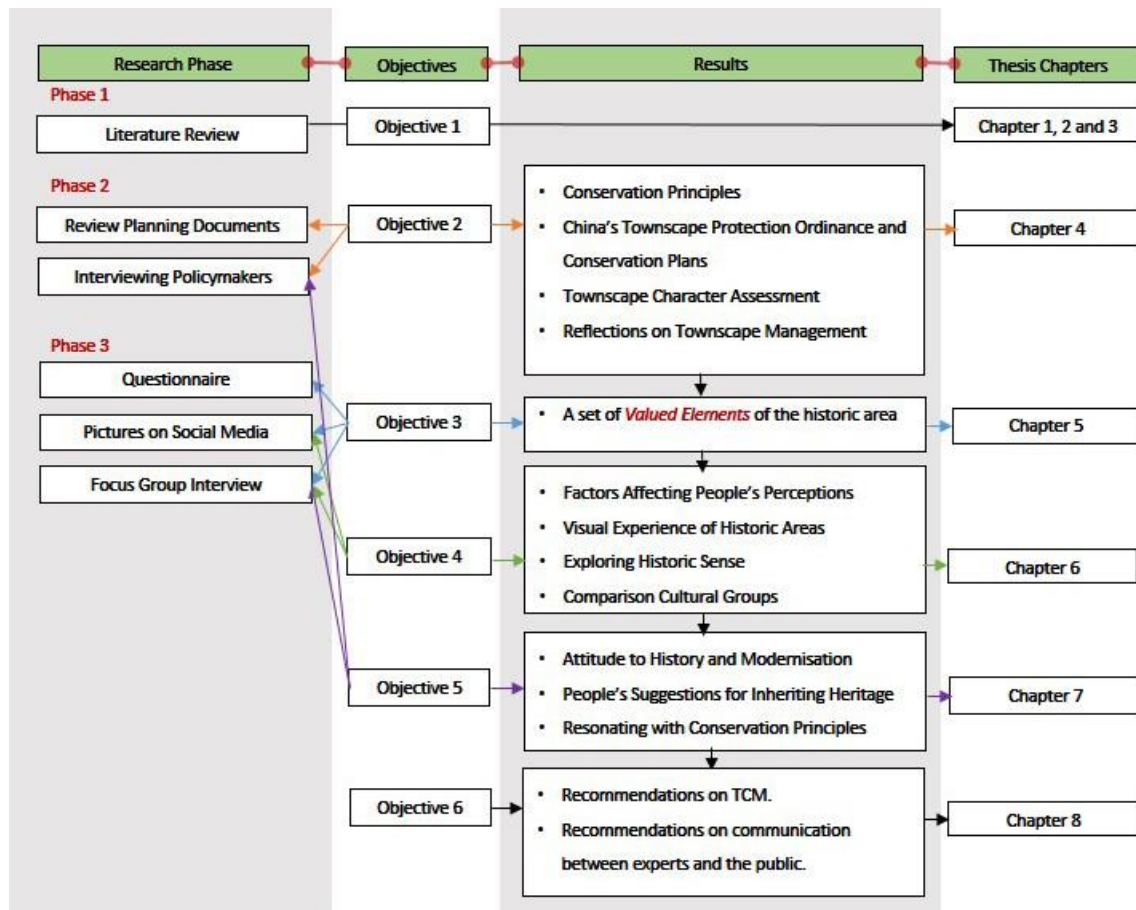 Research Phase
Objectives
Results
Thesis Chapters
Phase 1
Literature Review
Objective 1
Chapter 1, 2 and 3
Phase 2
Review Planning Documents
Interviewing Policymakers
Objective 2
• Conservation Principles
• China's Townscape Protection Ordinance and
Conservation Plans
• Townscape Character Assessment
• Reflections on Townscape Management
Chapter 4
Phase 3
Questionnaire
Pictures on Social Media
Focus Group Interview
Objective 3
• A set of Valued Elements of the historic area
Chapter 5
Objective 4
• Factors Affecting People's Perceptions
• Visual Experience of Historic Areas
• Exploring Historic Sense
• Comparison Cultural Groups
Chapter 6
Objective 5
• Attitude to History and Modernisation
• People's Suggestions for Inheriting Heritage
• Resonating with Conservation Principles
Chapter 7
Objective 6
• Recommendations on TCM.
• Recommendations on communication
between experts and the public.
Chapter 8